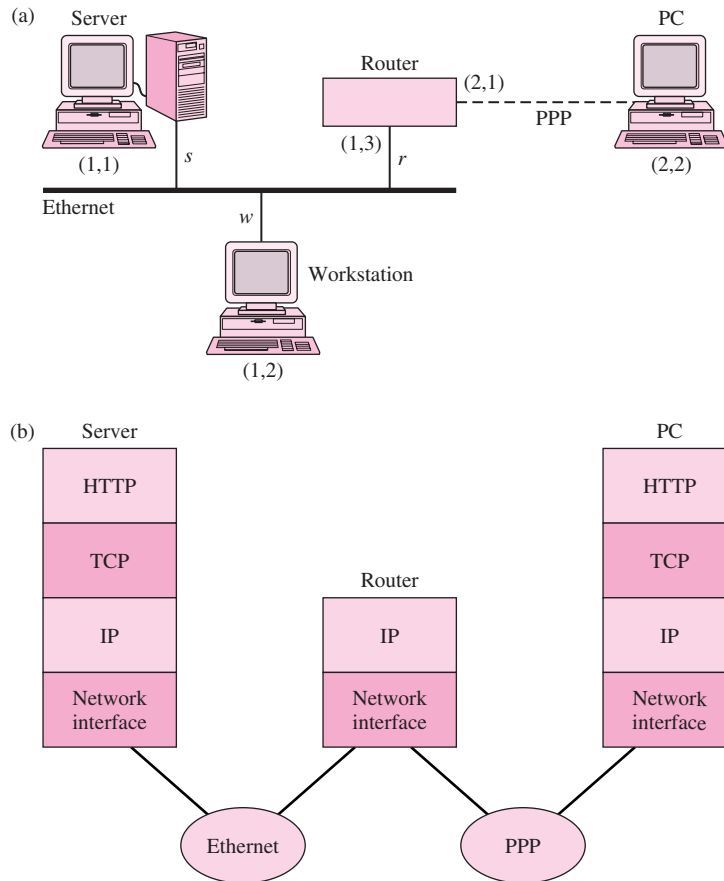 (a)
Server
PC
Router
(2,1)
PPP
(1,3)
(1,1)
s
r
(2,2)
Ethernet
w
Workstation
(1,2)
(b)
Server
PC
HTTP
HTTP
TCP
TCP
Router
IP
IP
IP
Network
interface
Network
interface
Network
interface
Ethernet
PPP